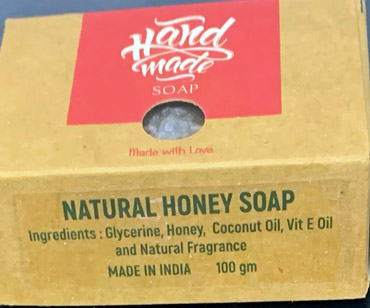 Hand
made
SOAP
Made with Love
NATURAL HONEY SOAP
Ingredients : Glycerine, Honey, Coconut Oil, Vit E Oil
and Natural Fragrance
MADE IN INDIA 100 gm